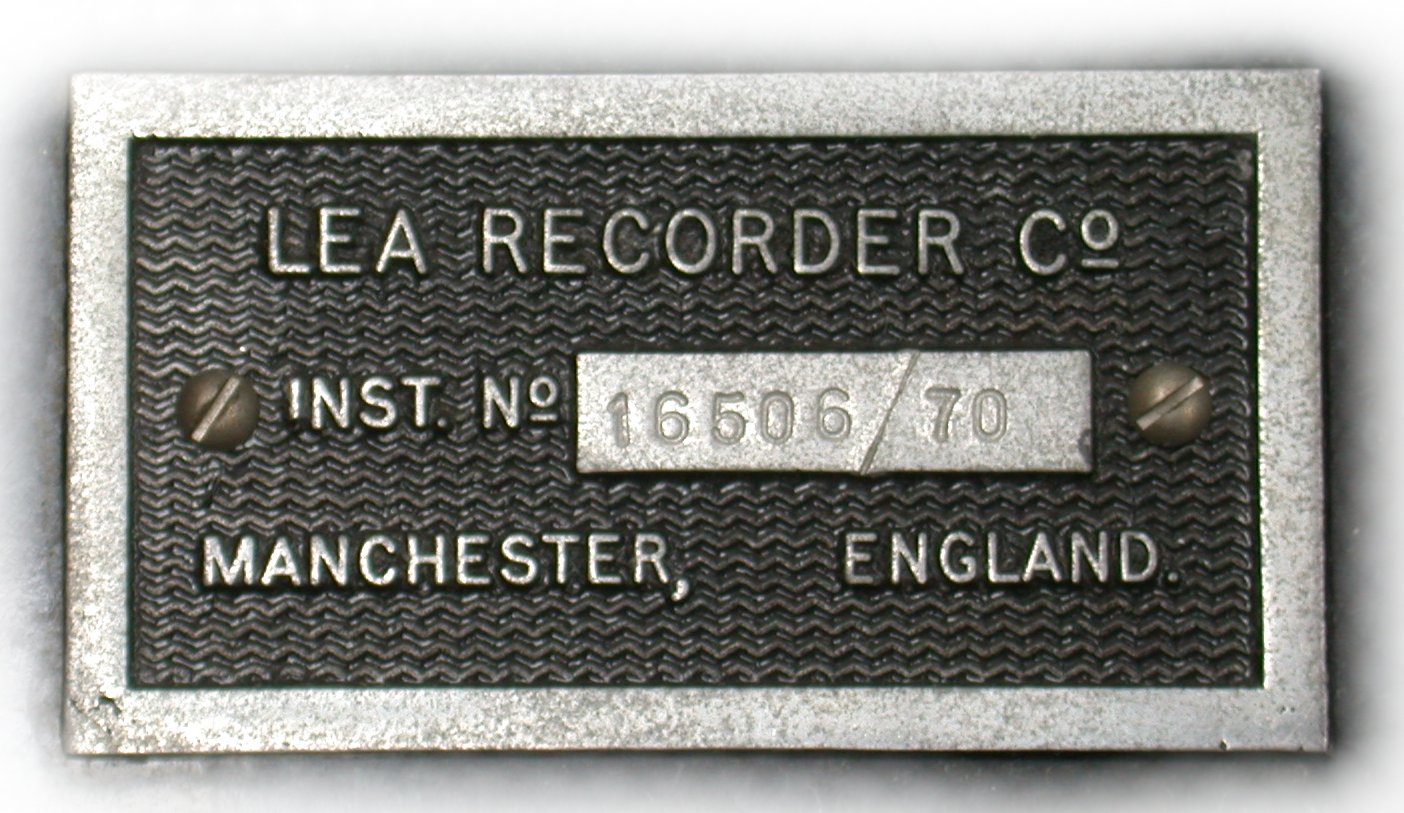 LEA RECORDER Cº
INST. Nº 16506/70
MANCHESTER, ENGLAND.